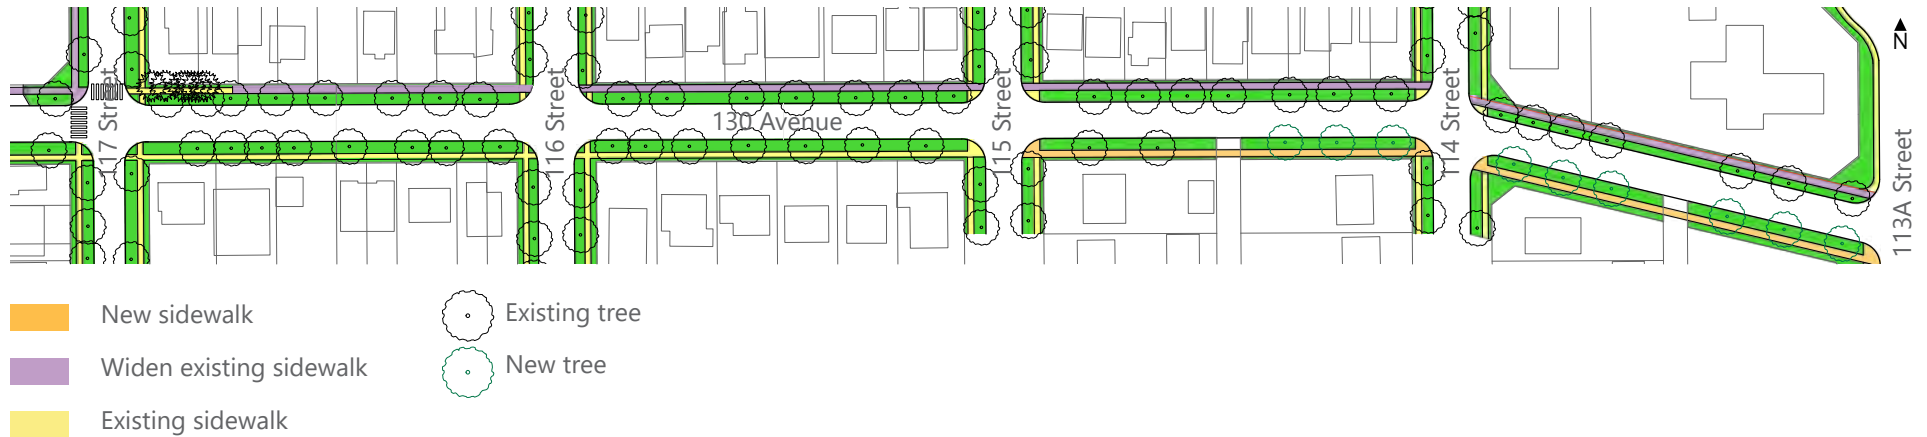 N
117 Street
116 Street
130 Avenue
115 Street
114 Street
113A Street
New sidewalk
Existing tree
Widen existing sidewalk
New tree
Existing sidewalk